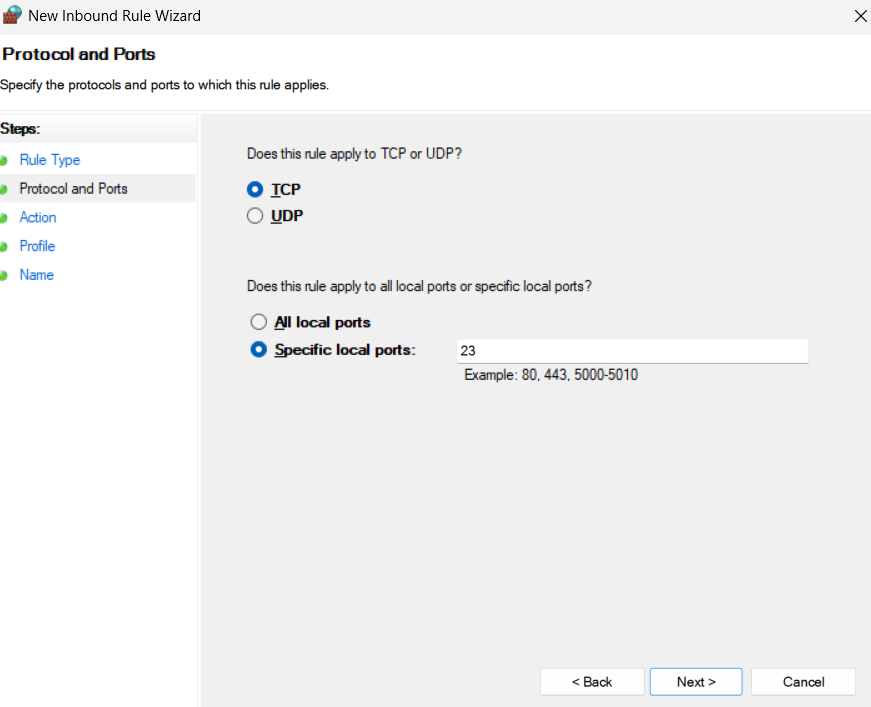 New Inbound Rule Wizard
Protocol and Ports
Specify the protocols and ports to which this rule applies.
Steps:
Rule Type
Protocol and Ports
Action
Profile
Name
Does this rule apply to TCP or UDP?
TCP
UDP
Does this rule apply to all local ports or specific local ports?
All local ports
Specific local ports: 23
Example: 80, 443, 5000-5010
< Back Next > Cancel